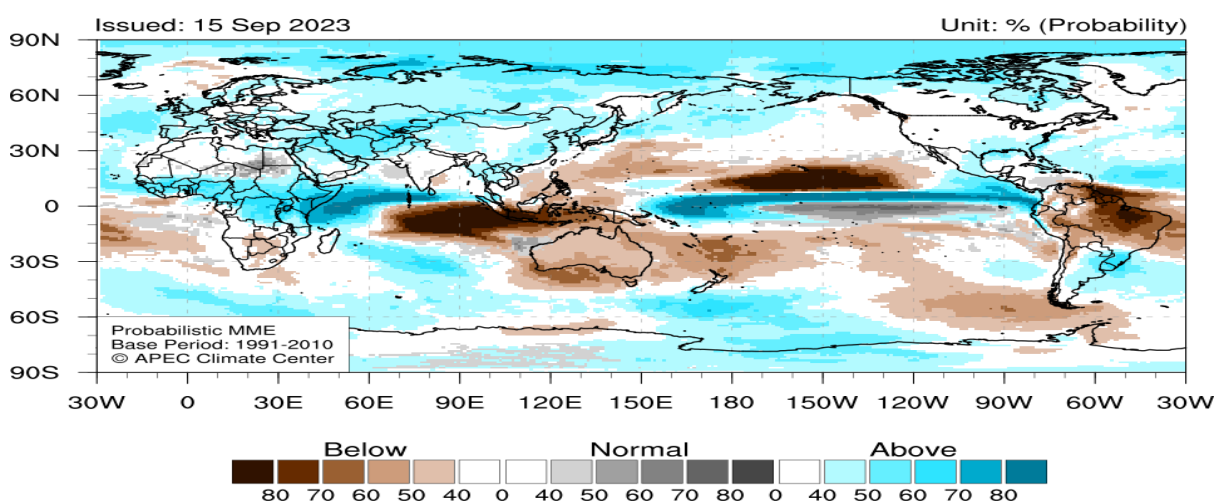 Issued: 15 Sep 2023 Unit: % (Probability)
90N
60N
30N
0
30S
60S
90S
Probabilistic MME
Base Period: 1991-2010
© APEC Climate Center
30W 0 30E 60E 90E 120E 150E 180 150W 120W 90W 60W 30W
Below Normal Above
80 70 60 50 40 0 40 50 60 70 80 0 40 50 60 70 80